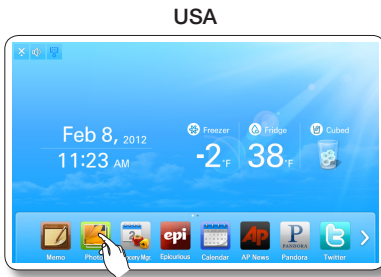 USA
Feb 8, 2012
11:23 AM
Freezer
-2°F
Fridge
38°F
Cubed
epi
AP
P
PANDORA
Memo
Photo
Grocery Mgr.
Epicurious
Calendar
AP News
Pandora
Twitter